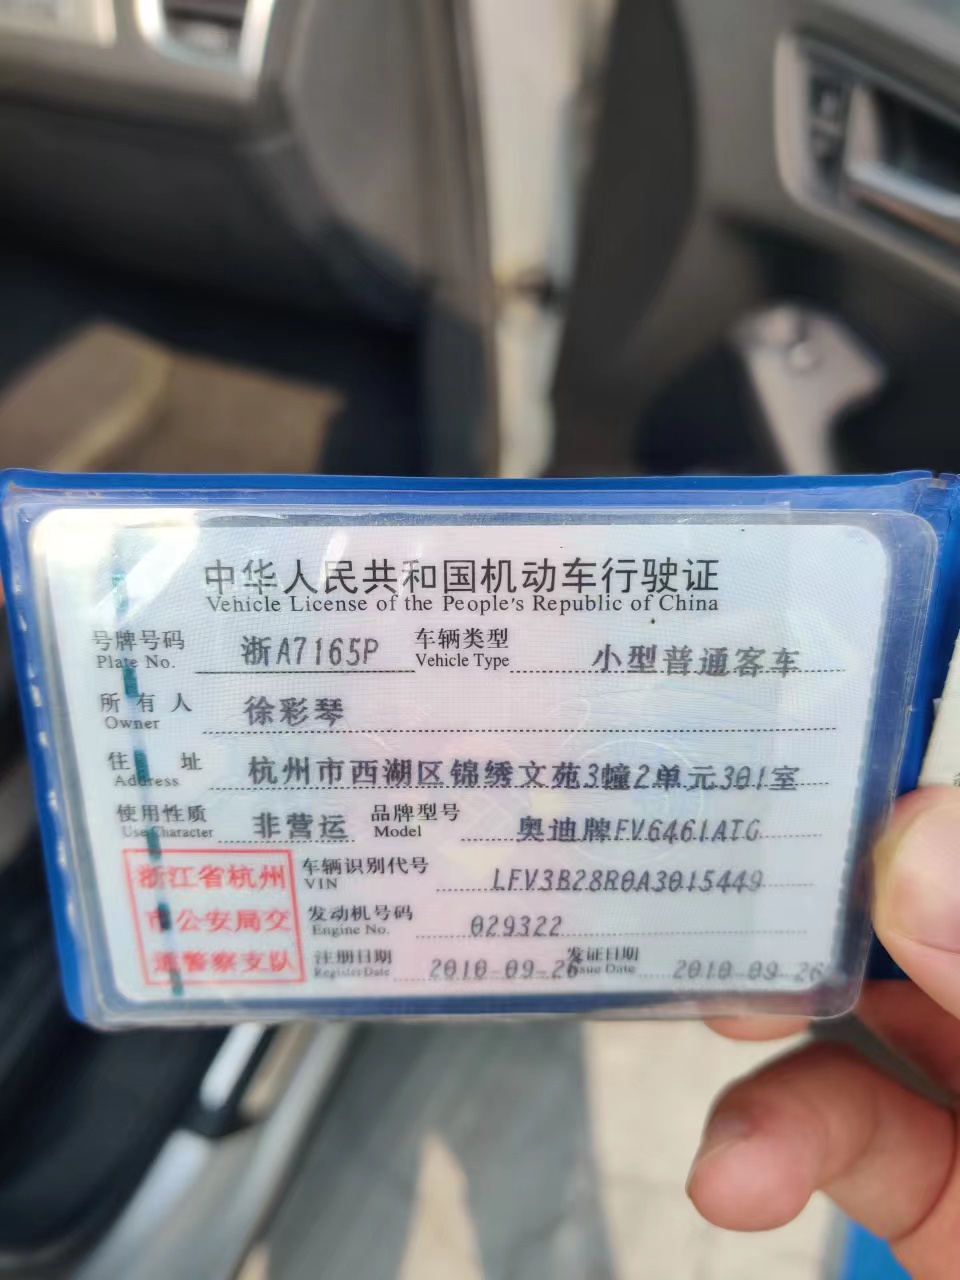 中华人民共和国机动车行驶证
Vehicle License of the People's Republic of China
号牌号码 浙A7165P 车辆类型 小型普通客车
Plate No. Vehicle Type
所有人 徐彩琴
Owner
住址 杭州市西湖区锦绣文苑3幢2单元301室
Address
使用性质 非营运 品牌型号 奥迪牌FV6461ATG
Use Character Model
浙江省杭州 车辆识别代号 LFV3B28R0A3015449
VIN
市公安局交 发动机号码 029322
Engine No.
巡警察支队 注册日期 2010-09-26 发证日期 2010-09-26
Register Date Issue Date